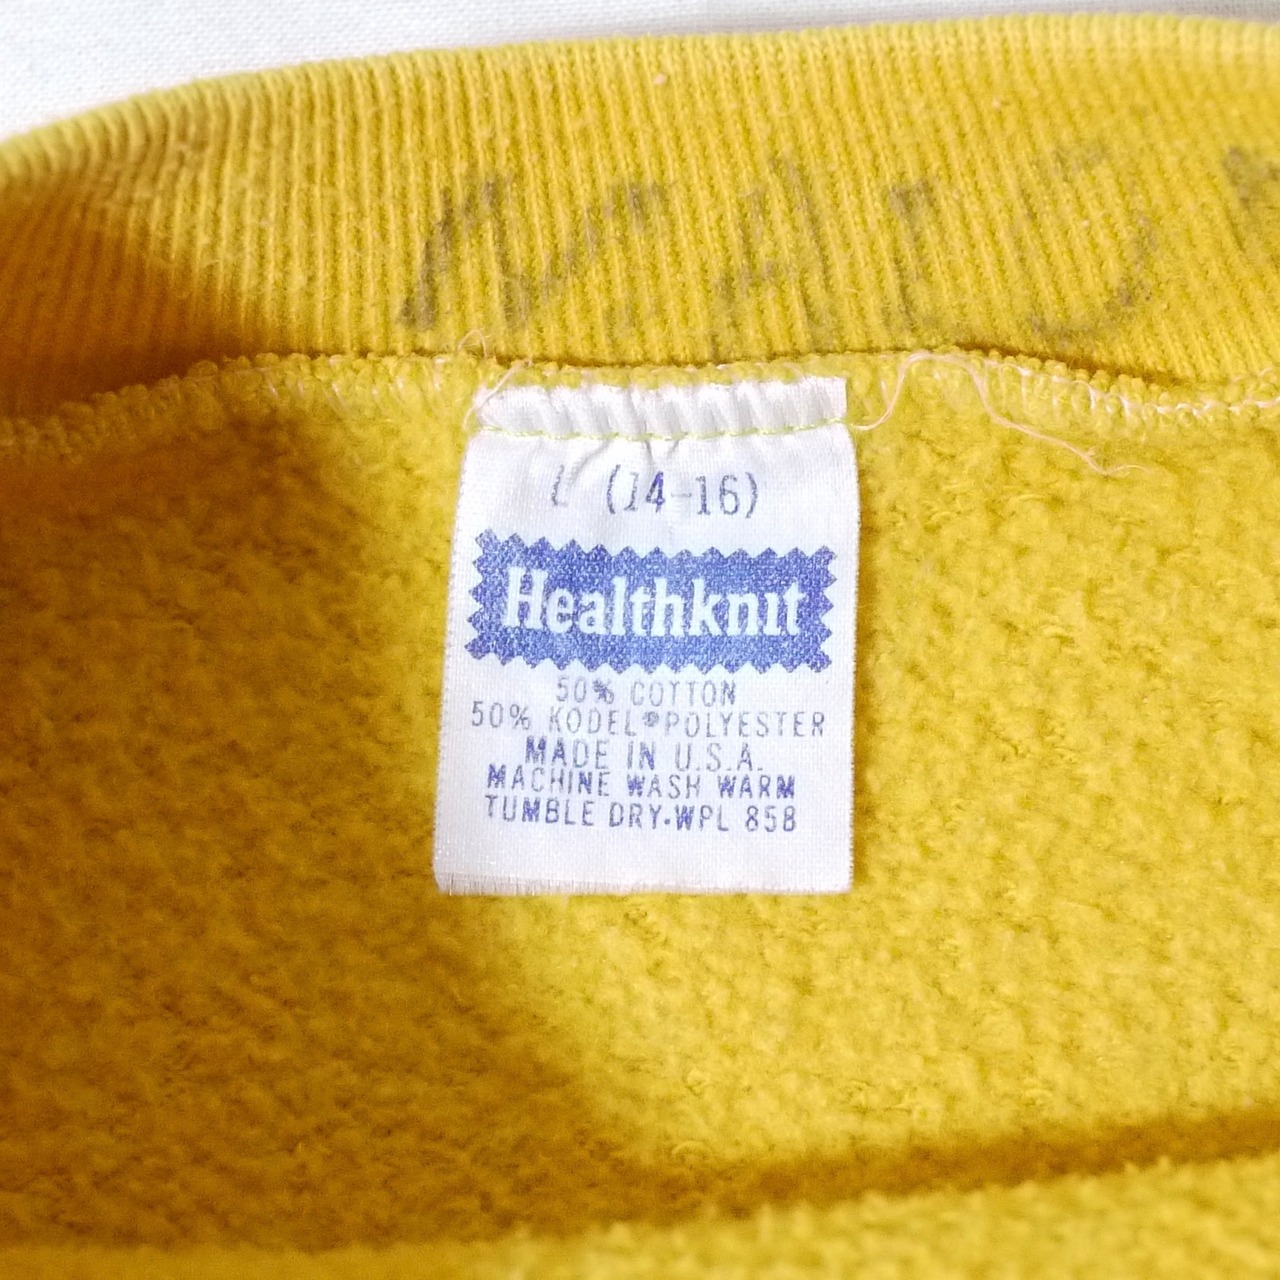 L (14-16)
Healthknit
50% COTTON
50% KODEL® POLYESTER
MADE IN U.S.A.
MACHINE WASH WARM
TUMBLE DRY·WPL 858